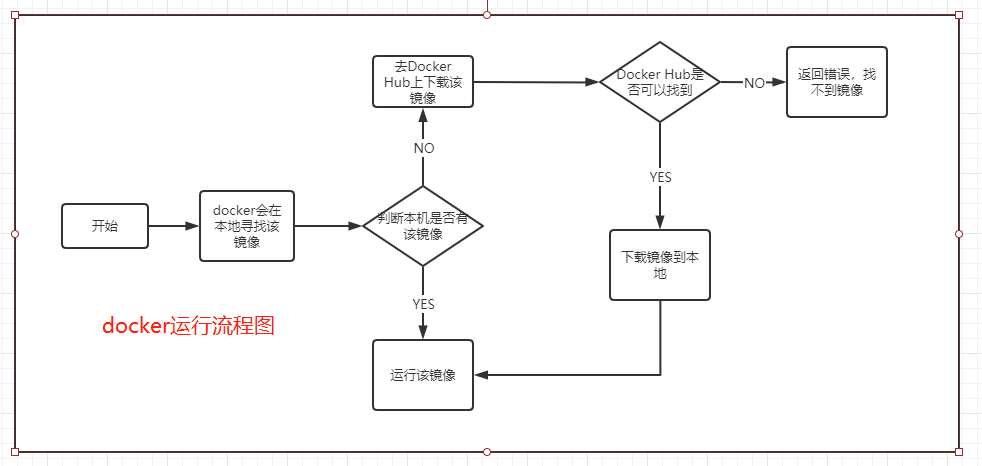 去Docker
Hub上下载该
镜像
Docker Hub是
否可以找到
NO
返回错误，找
不到镜像
NO
YES
开始
docker会在
本地寻找该
镜像
判断本机是否有
该镜像
下载镜像到本
地
YES
docker运行流程图
运行该镜像